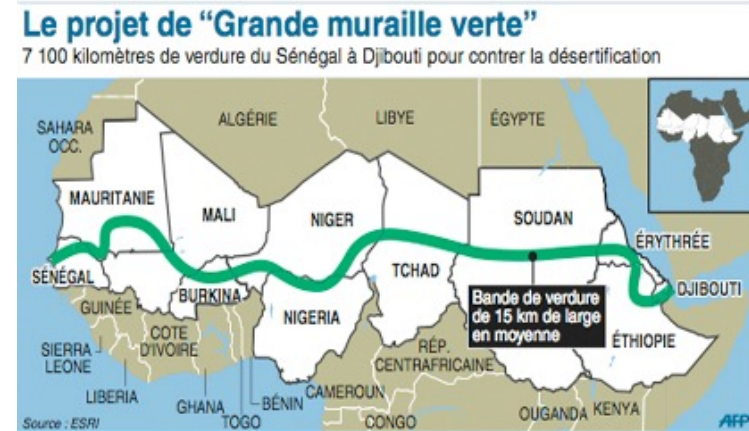 Le projet de “Grande muraille verte”
7 100 kilomètres de verdure du Sénégal à Djibouti pour contrer la désertification
SAHARA
OCC.
ALGÉRIE
LIBYE
ÉGYPTE
MAURITANIE
MALI
NIGER
TCHAD
SOUDAN
ÉRYTHRÉE
SÉNÉGAL
BURKINA
NIGERIA
DJIBOUTI
Bande de verdure
de 15 km de large
en moyenne
ÉTHIOPIE
GUINÉE
SIERRA
LEONE
COTE
D'IVOIRE
LIBERIA
GHANA
TOGO
BÉNIN
CAMEROUN
RÉP.
CENTRAFRICAINE
CONGO
OUGANDA
KENYA
Source : ESRI
AFP